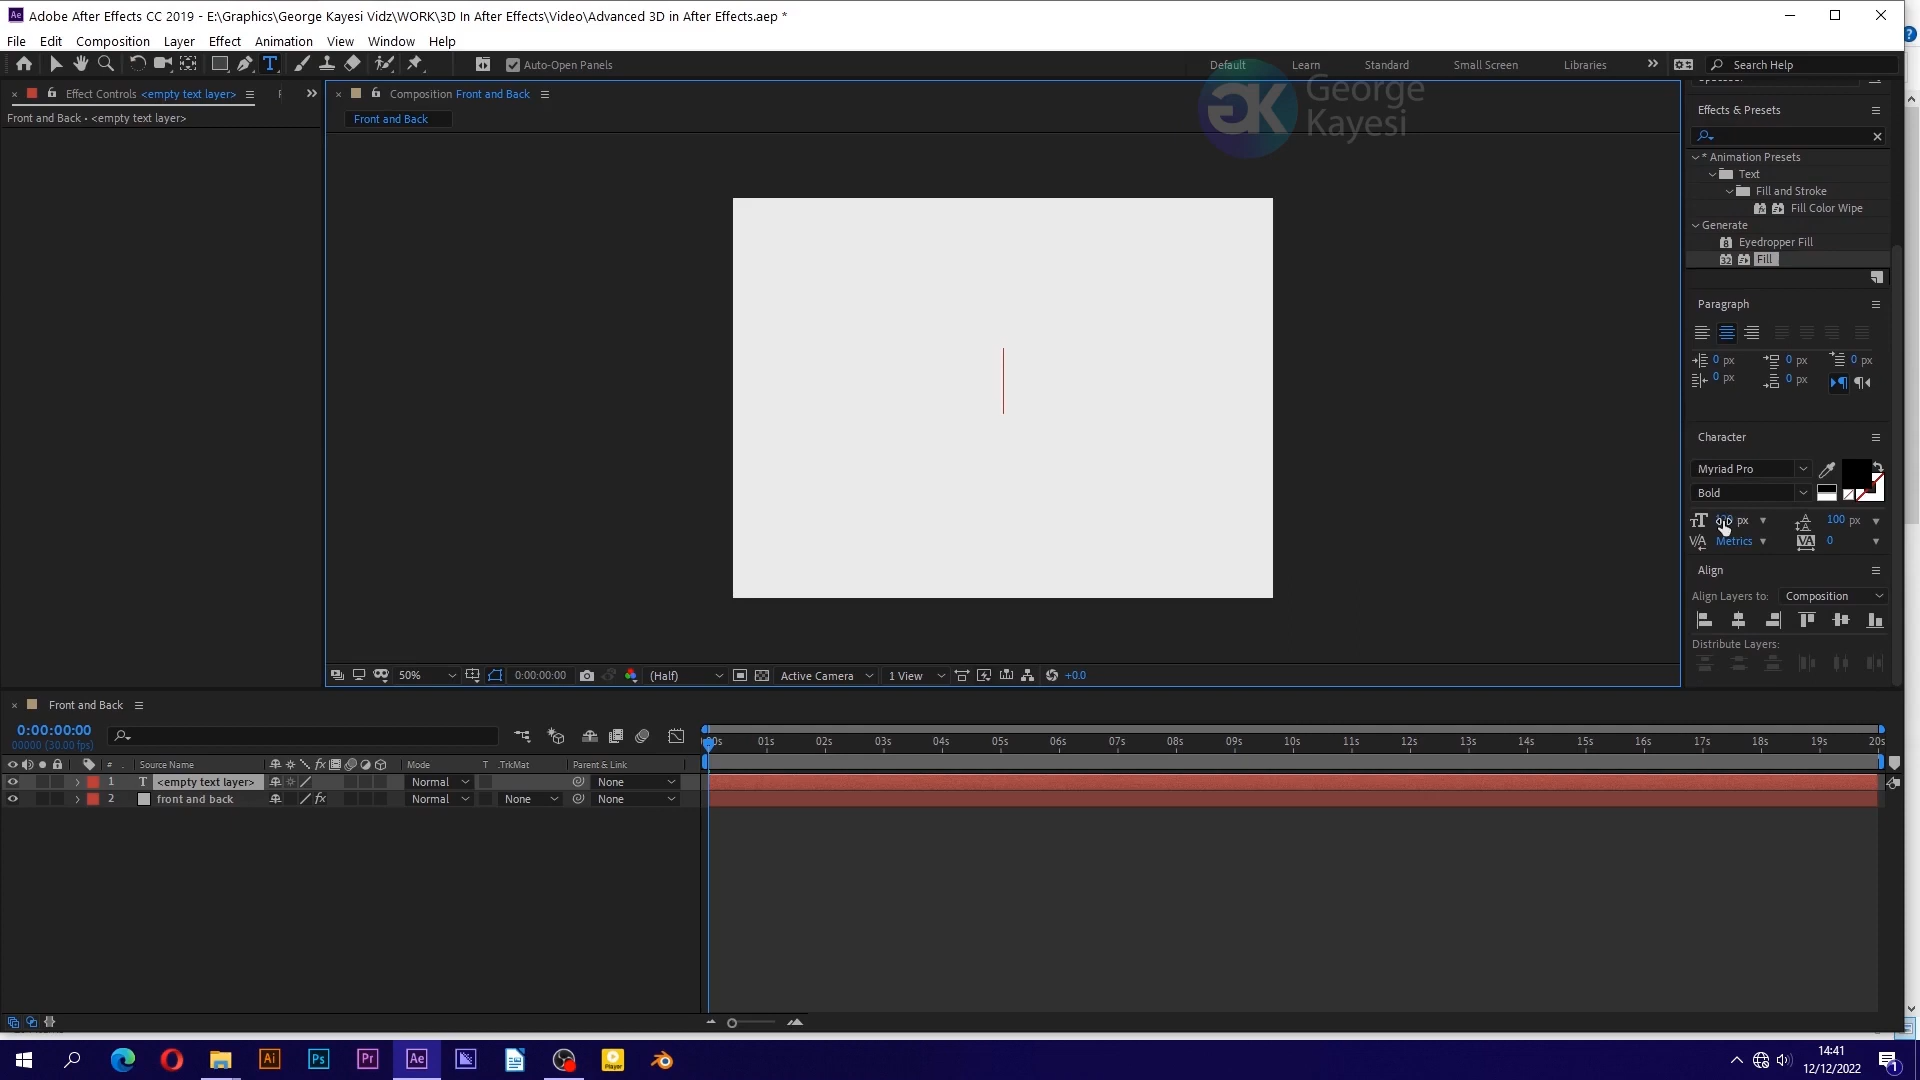 Adobe After Effects CC 2019 - E:\Graphics\George Kayesi Vidz\WORK\3D In After Effects\Video\Advanced 3D in After Effects.aep *
File Edit Composition Layer Effect Animation View Window Help
Auto-Open Panels Default Learn Standard Small Screen Libraries Search Help
Effect Controls <empty text layer>
Composition Front and Back
George
Kayesi
Front and Back • <empty text layer>
Front and Back
Effects & Presets
* Animation Presets
Text
Fill and Stroke
Fill Color Wipe
Generate
Eyedropper Fill
Fill
Paragraph
0 px 0 px 0 px
0 px 0 px
Character
Myriad Pro
Bold
px 100 px
Metrics 0
Align
Align Layers to: Composition
Distribute Layers:
50% 0:00:00:00 (Half) Active Camera 1 View +0.0
Front and Back
0:00:00:00
00000 (30.00 fps)
01s 02s 03s 04s 05s 06s 07s 08s 09s 10s 11s 12s 13s 14s 15s 16s 17s 18s 19s 20s
# Source Name Mode T .TrkMat Parent & Link
1 T <empty text layer> Normal None
2 front and back fx Normal None None
Ai Ps Pr Ae
Player
14:41
12/12/2022
1